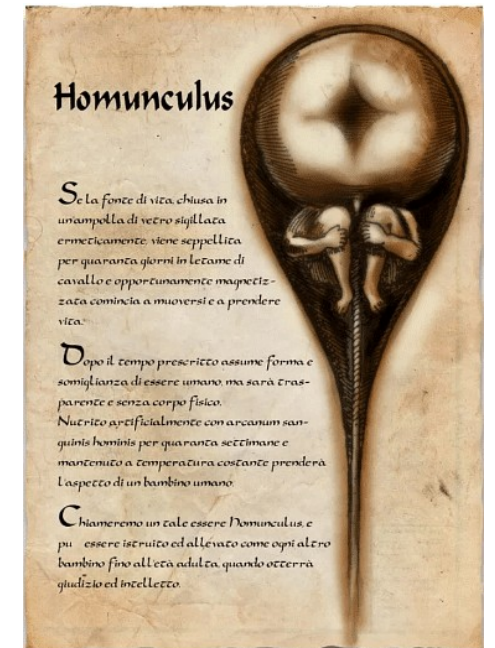 Homunculus
Se la fonte di vita, chiusa in
un'ampolla di vetro sigillata
ermeticamente, viene seppellita
per quaranta giorni in letame di
cavallo e opportunamente magnetiz-
zata comincia a muoversi e a prendere
vita.
Dopo il tempo prescritto assume forma e
somiglianza di essere umano, ma sarà tras-
parente e senza corpo fisico.
Nutrito artificialmente con arcanum san-
guinis hominis per quaranta settimane e
mantenuto a temperatura costante prenderà
l'aspetto di un bambino umano.
Chiameremo un tale essere Homunculus, e
pu essere istruito ed allevato come ogni altro
bambino fino all'età adulta, quando otterrà
giudizio ed intelletto.